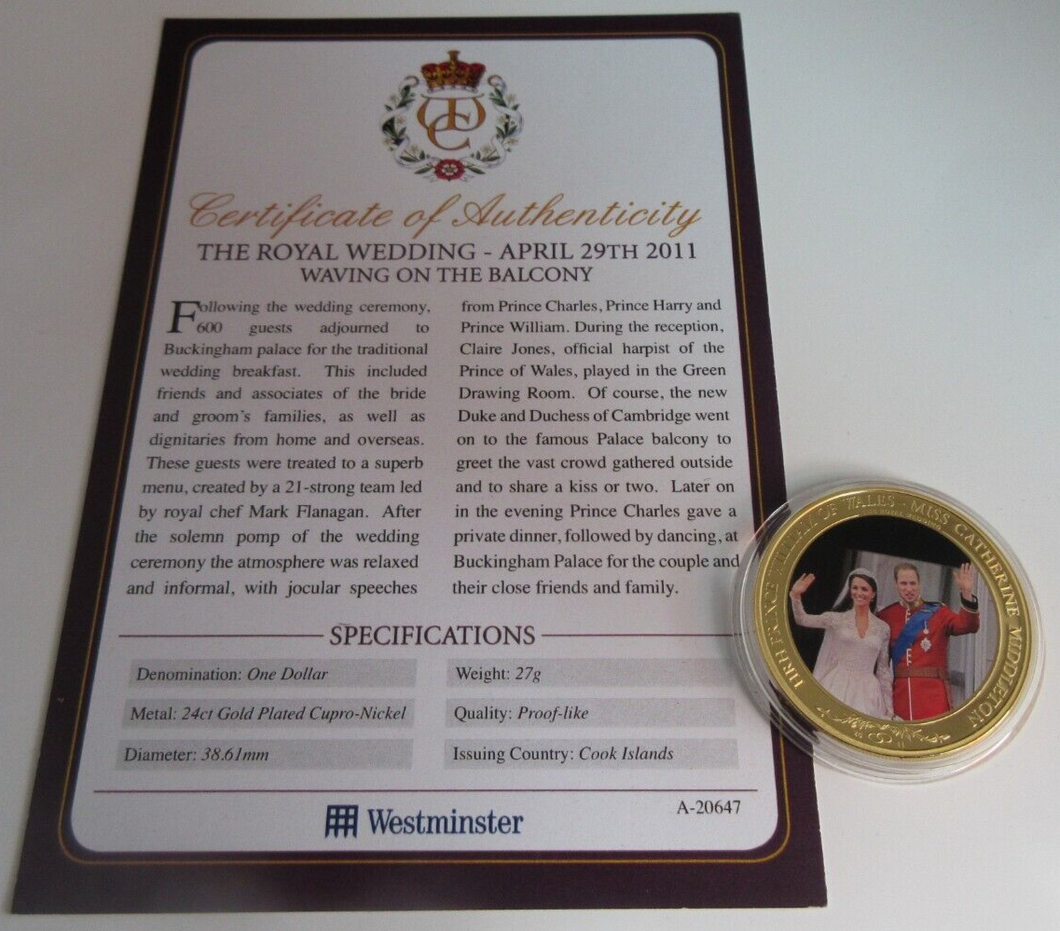 Certificate of Authenticity
THE ROYAL WEDDING - APRIL 29TH 2011
WAVING ON THE BALCONY
Following the wedding ceremony,
600 guests adjourned to
Buckingham palace for the traditional
wedding breakfast. This included
friends and associates of the bride
and groom's families, as well as
dignitaries from home and overseas.
These guests were treated to a superb
menu, created by a 21-strong team led
by royal chef Mark Flanagan. After
the solemn pomp of the wedding
ceremony the atmosphere was relaxed
and informal, with jocular speeches
from Prince Charles, Prince Harry and
Prince William. During the reception,
Claire Jones, official harpist of the
Prince of Wales, played in the Green
Drawing Room. Of course, the new
Duke and Duchess of Cambridge went
on to the famous Palace balcony to
greet the vast crowd gathered outside
and to share a kiss or two. Later on
in the evening Prince Charles gave a
private dinner, followed by dancing, at
Buckingham Palace for the couple and
their close friends and family.
SPECIFICATIONS
Denomination: One Dollar
Metal: 24ct Gold Plated Cupro-Nickel
Diameter: 38.61mm
Weight: 27g
Quality: Proof-like
Issuing Country: Cook Islands
Westminster
A-20647
HRH PRINCE WILLIAM OF WALES - MISS CATHERINE MIDDLETON